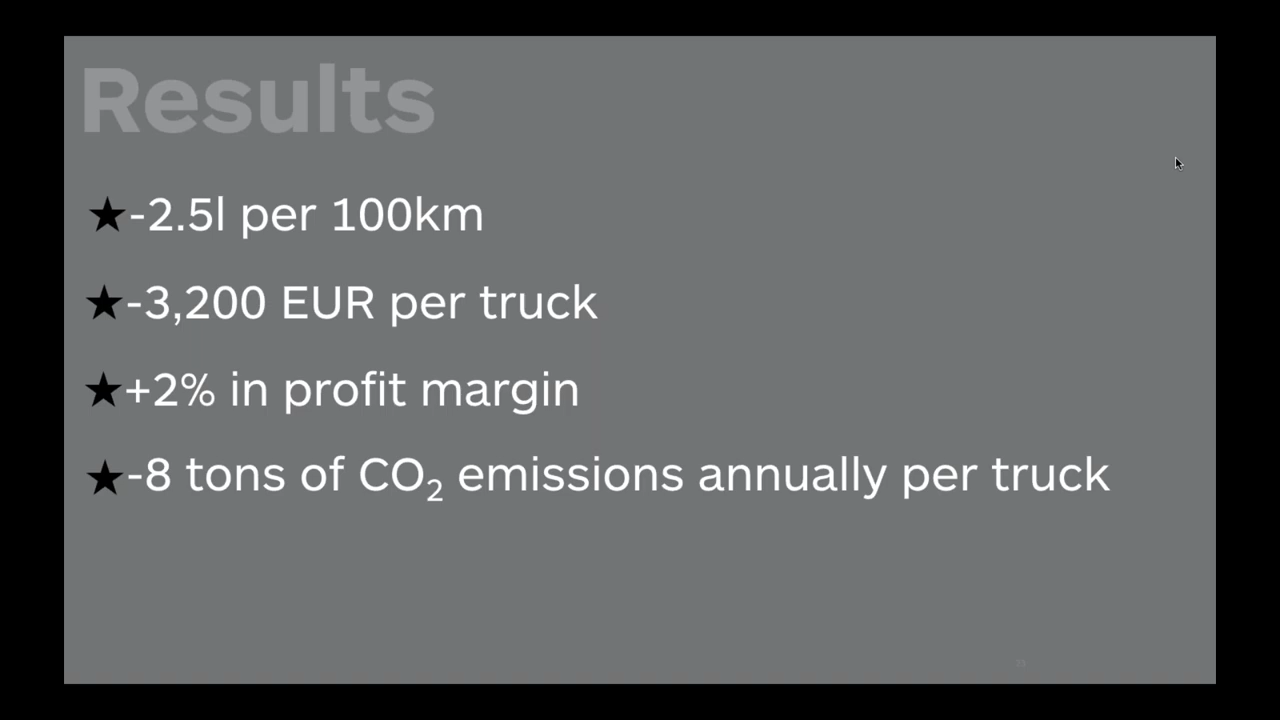 Results
★-2.5l per 100km
★-3,200 EUR per truck
★+2% in profit margin
★-8 tons of CO₂ emissions annually per truck